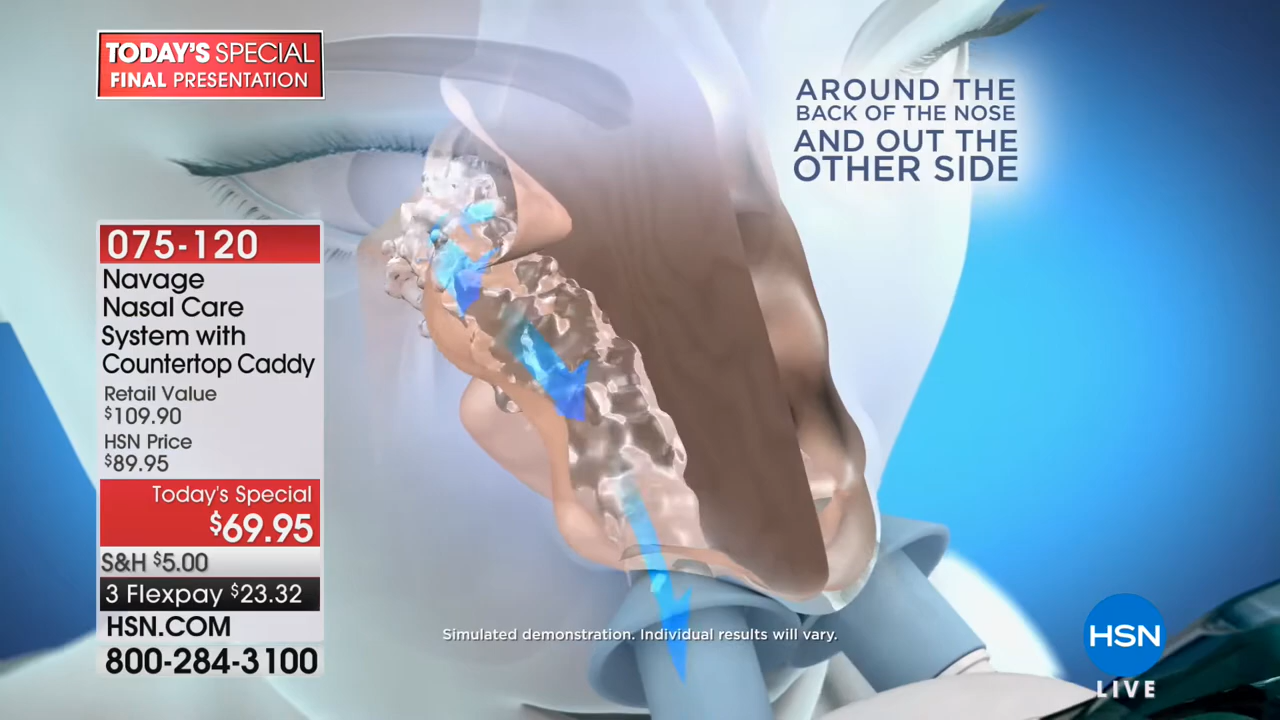 TODAY'S SPECIAL
FINAL PRESENTATION
AROUND THE
BACK OF THE NOSE
AND OUT THE
OTHER SIDE
075-120
Navage
Nasal Care
System with
Countertop Caddy
Retail Value
$109.90
HSN Price
$89.95
Today's Special
$69.95
S&H $5.00
3 Flexpay $23.32
HSN.COM
800-284-3100
Simulated demonstration. Individual results will vary.
HSN
LIVE